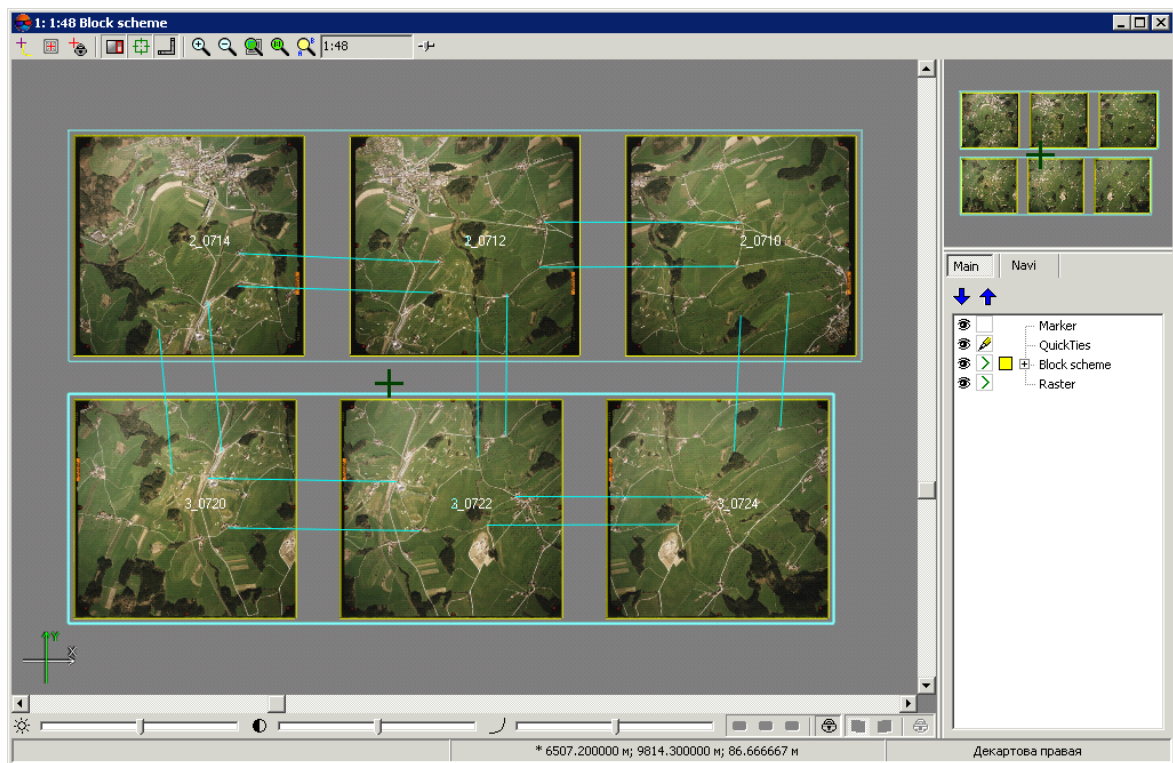 1: 1:48 Block scheme
1:48
2_0714
2_0712
2_0710
3_0720
3_0722
3_0724
Y
X
Main
Navi
Marker
QuickTies
Block scheme
Raster
* 6507.200000 м; 9814.300000 м; 86.666667 м
Декартова правая